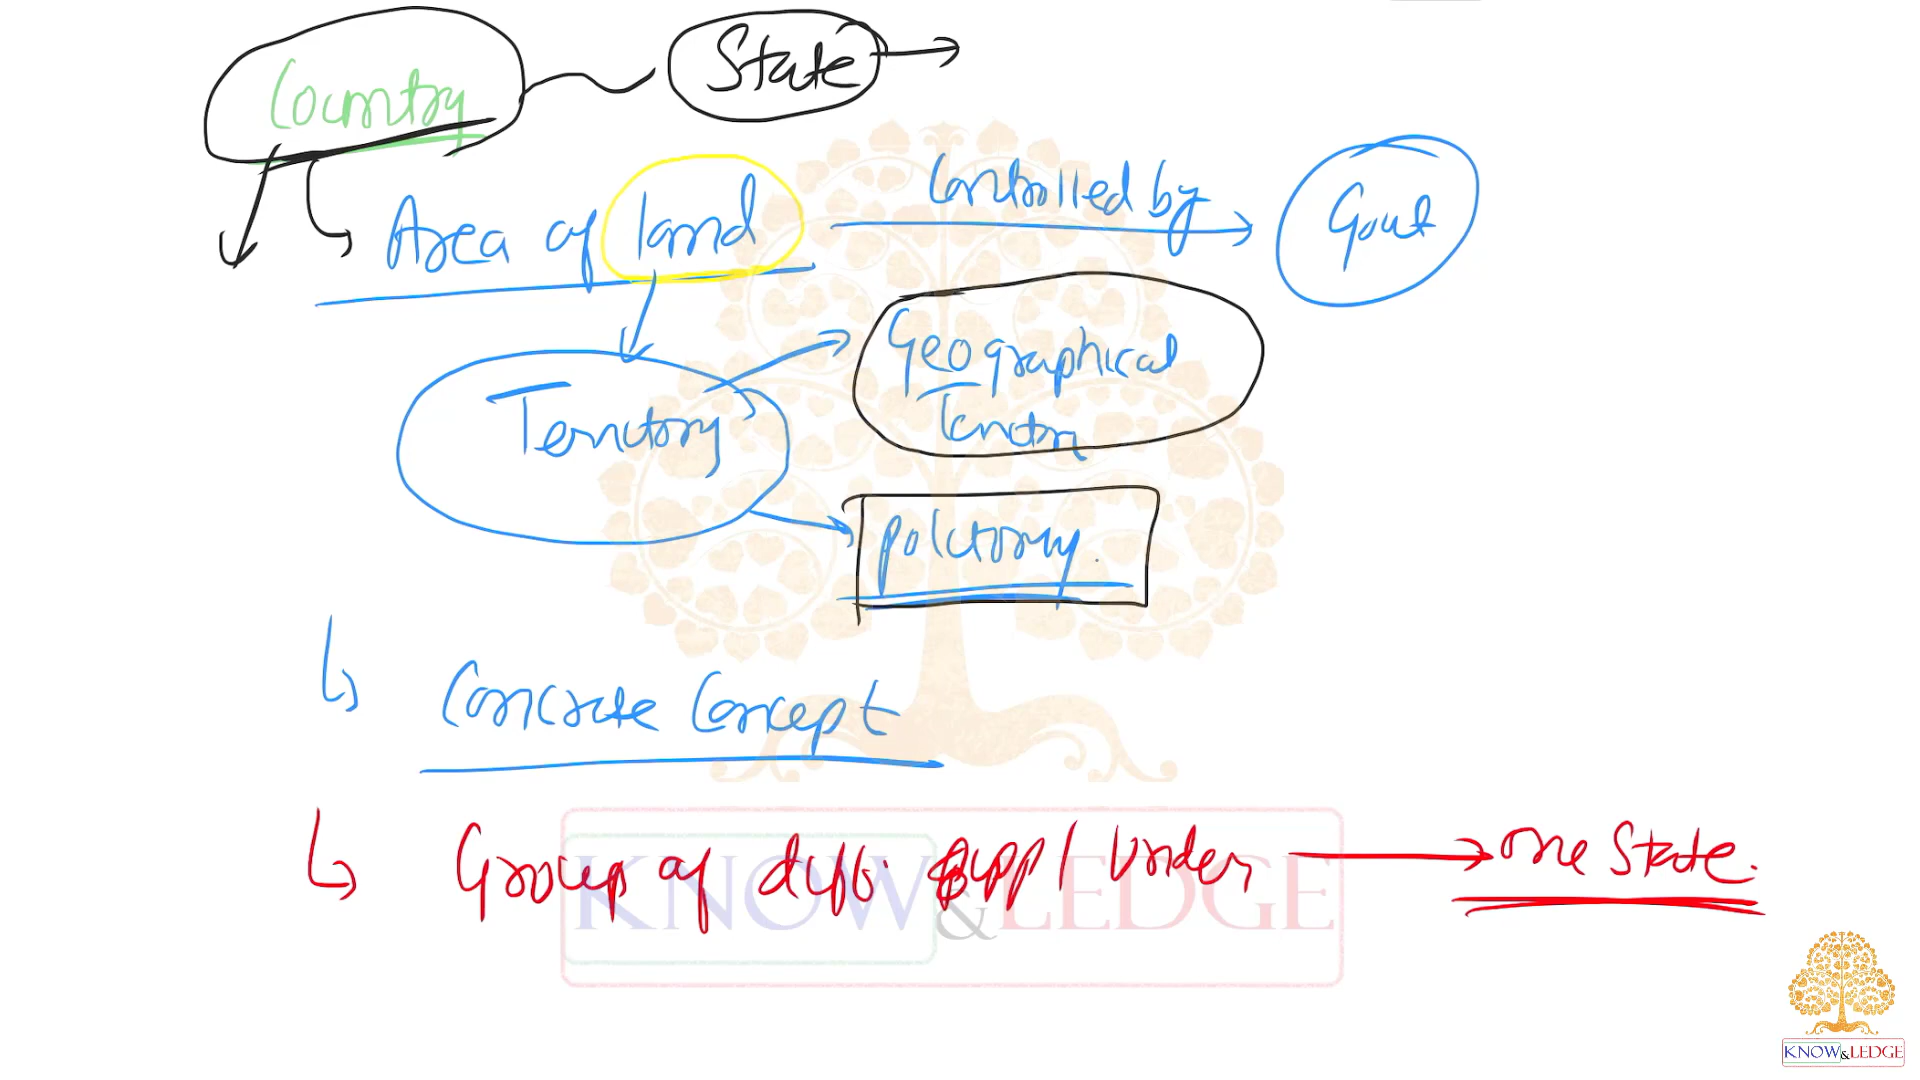 Country State
Area of land Controlled by Govt
Territory Geographical
Territory
Concrete Concept
Group of diff. ppl Under one State.
KNOW&LEDGE
KNOW&LEDGE